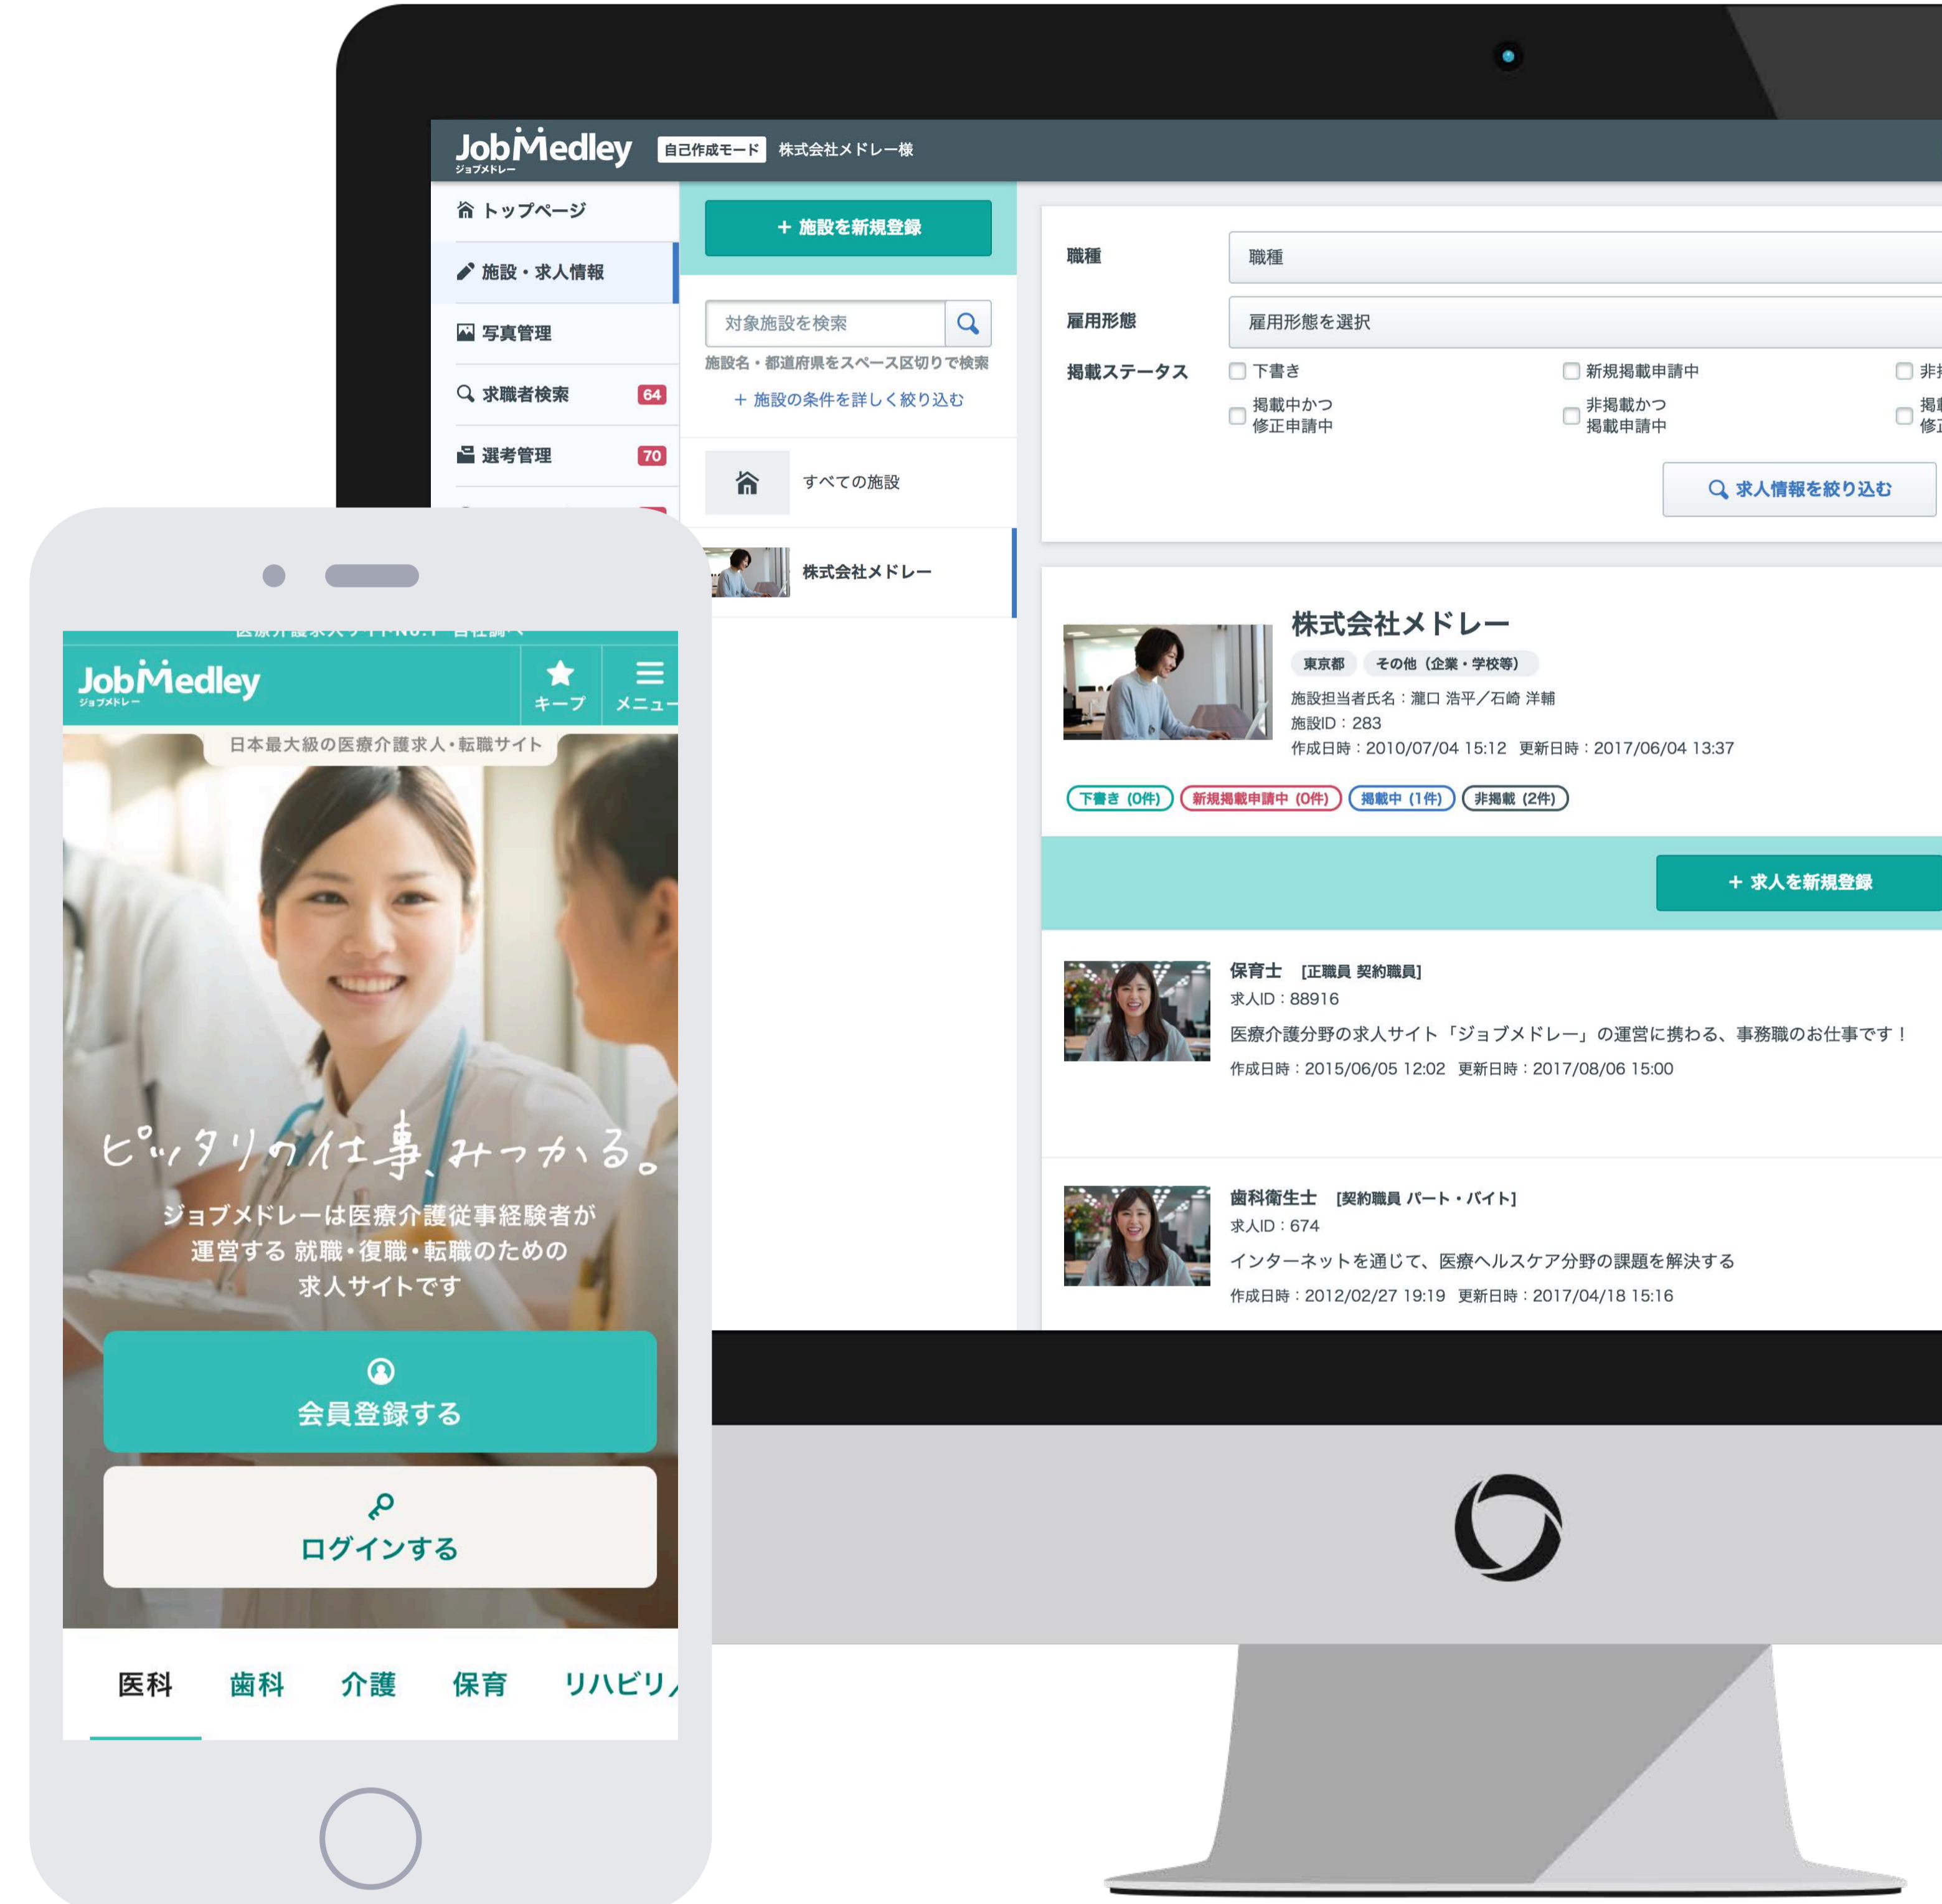 JobMedley
ジョブメドレー
自己作成モード
株式会社メドレー様
トップページ
施設・求人情報
写真管理
求職者検索 64
選考管理 70
+ 施設を新規登録
対象施設を検索
施設名・都道府県をスペース区切りで検索
+ 施設の条件を詳しく絞り込む
すべての施設
株式会社メドレー
職種 職種
雇用形態 雇用形態を選択
掲載ステータス
下書き
新規掲載申請中
掲載中かつ
修正申請中
非掲載かつ
掲載申請中
求人情報を絞り込む
株式会社メドレー
東京都 その他（企業・学校等）
施設担当者氏名：瀧口 浩平／石崎 洋輔
施設ID：283
作成日時：2010/07/04 15:12 更新日時：2017/06/04 13:37
下書き (0件) 新規掲載申請中 (0件) 掲載中 (1件) 非掲載 (2件)
+ 求人を新規登録
保育士 [正職員 契約職員]
求人ID：88916
医療介護分野の求人サイト「ジョブメドレー」の運営に携わる、事務職のお仕事です！
作成日時：2015/06/05 12:02 更新日時：2017/08/06 15:00
歯科衛生士 [契約職員 パート・バイト]
求人ID：674
インターネットを通じて、医療ヘルスケア分野の課題を解決する
作成日時：2012/02/27 19:19 更新日時：2017/04/18 15:16
JobMedley
ジョブメドレー
キープ
メニュー
日本最大級の医療介護求人・転職サイト
ピッタリの仕事、みつかる。
ジョブメドレーは医療介護従事経験者が
運営する 就職・復職・転職のための
求人サイトです
会員登録する
ログインする
医科 歯科 介護 保育 リハビリ